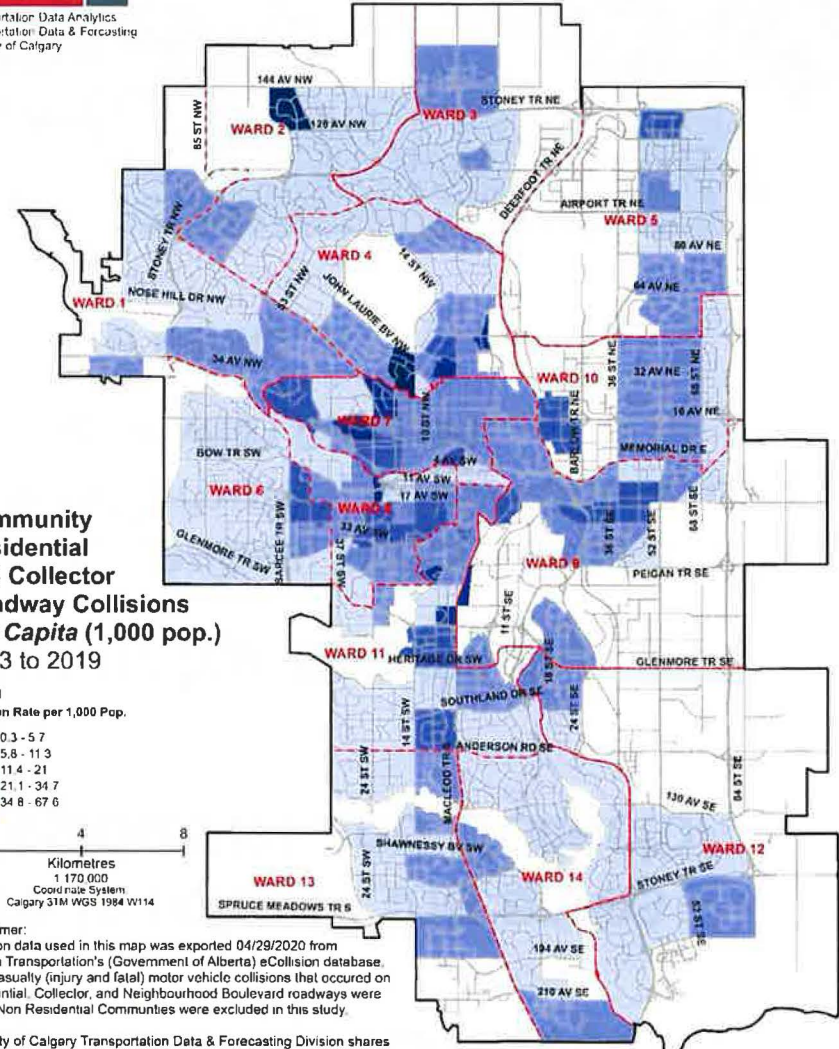 rtation Data Analytics
rtation Data & Forcasting
y of Calgary
144 AV NW
STONEY TR NE
WARD 3
85 ST NW
WARD 2
128 AV NW
DEERFOOT TR NE
AIRPORT TR NE
WARD 5
STONEY TR NW
80 AV NE
WARD 4
14 ST NW
64 AV NE
53 ST NW
JOHN LAURIE BV NW
WARD 1
NOSE HILL DR NW
34 AV NW
WARD 10
36 ST NE
32 AV NE
68 ST NE
WARD 7
10 ST NW
BARLOW TR NE
16 AV NE
MEMORIAL DR E
BOW TR SW
4 AV SW
11 AV SW
WARD 6
17 AV SW
WARD 8
33 AV SW
SARCEE TR SW
37 ST SW
36 ST SE
52 ST SE
68 ST SE
GLENMORE TR SW
WARD 9
PEIGAN TR SE
mmunity
sidential
Collector
adway Collisions
Capita (1,000 pop.)
3 to 2019
11 ST SE
WARD 11
HERITAGE DR SW
18 ST SE
GLENMORE TR SE
SOUTHLAND DR SE
24 ST SE
n Rate per 1,000 Pop.
0.3 - 5.7
5.8 - 11.3
11.4 - 21
21.1 - 34.7
34.8 - 67.6
14 ST SW
ANDERSON RD SE
24 ST SW
MACLEOD TR S
84 ST SE
130 AV SE
4
8
Kilometres
1:170,000
Coordinate System:
Calgary 3TM WGS 1984 W114
SHAWNESSY BV SW
WARD 12
24 ST SW
WARD 13
WARD 14
STONEY TR SE
SPRUCE MEADOWS TR S
52 ST SE
194 AV SE
210 AV SE
mer:
on data used in this map was exported 04/29/2020 from
Transportation's (Government of Alberta) eCollision database.
asualty (injury and fatal) motor vehicle collisions that occured on
ntial, Collector, and Neighbourhood Boulevard roadways were
Non Residential Communties were excluded in this study.
ty of Calgary Transportation Data & Forecasting Division shares